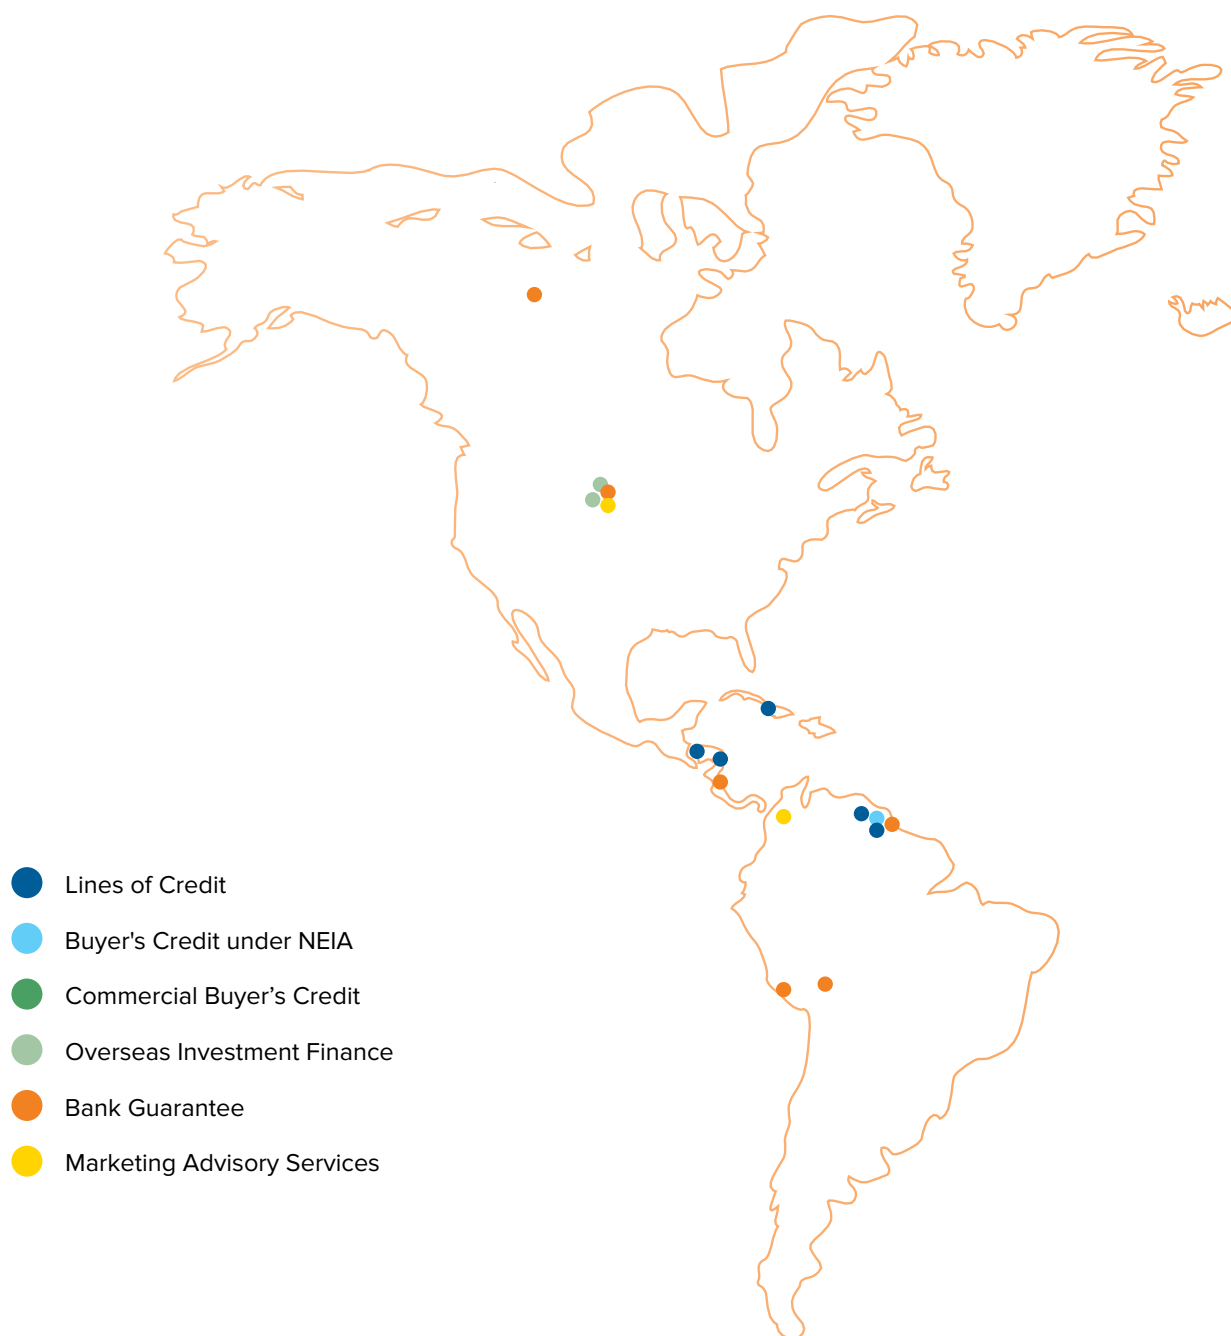 Lines of Credit
Buyer's Credit under NEIA
Commercial Buyer’s Credit
Overseas Investment Finance
Bank Guarantee
Marketing Advisory Services